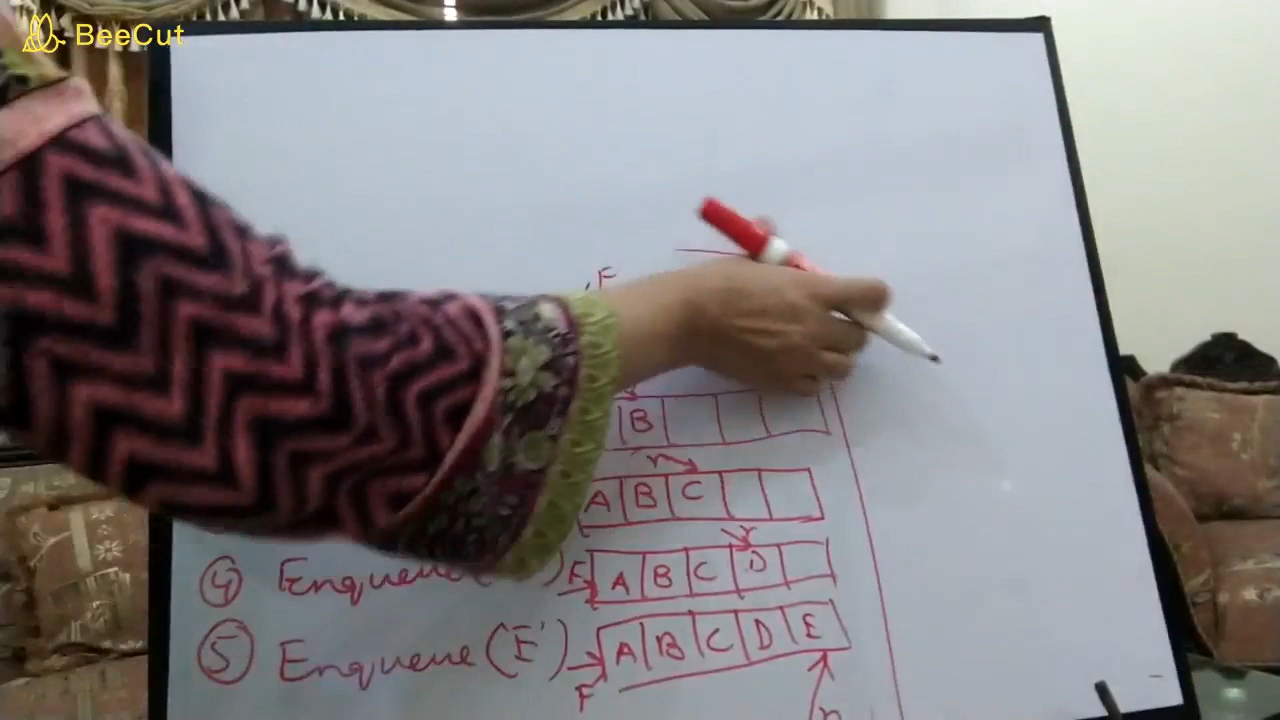 BeeCut
F
B
r
A B C
r
④ Enqueue( ) F A B C D
⑤ Enqueue('E') A B C D E
F r